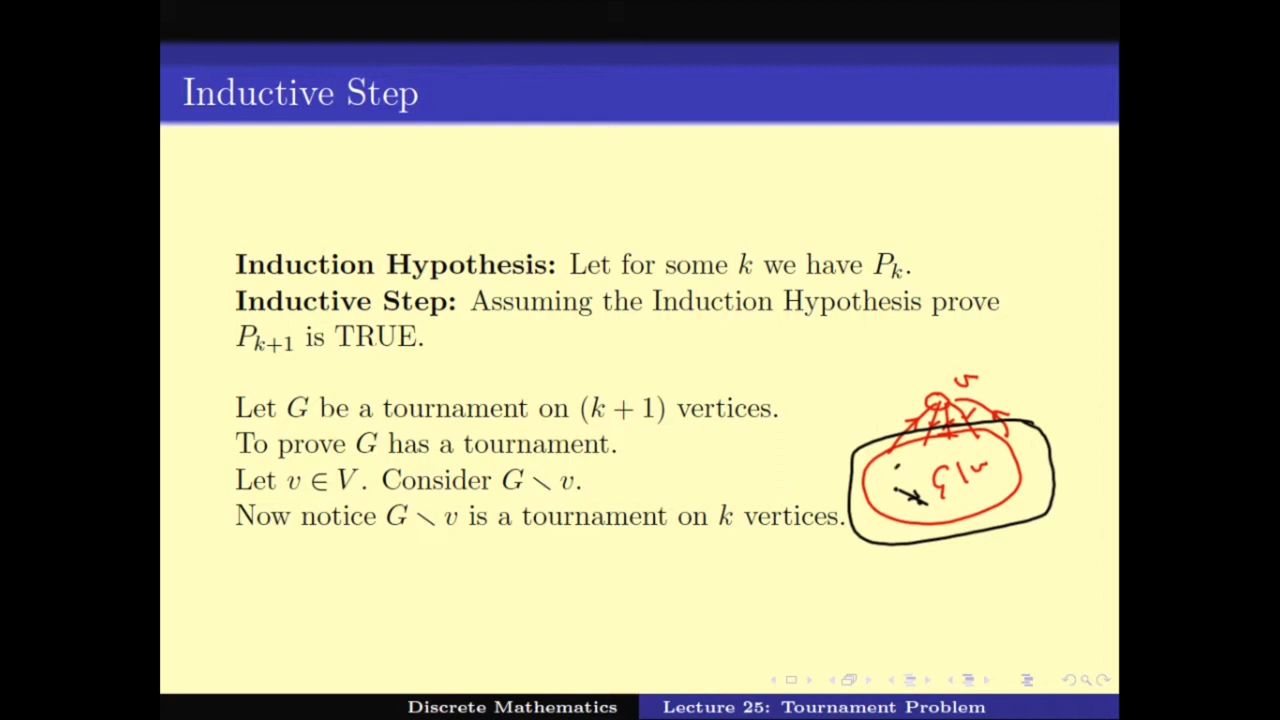 Inductive Step
Induction Hypothesis: Let for some k we have Pₖ.
Inductive Step: Assuming the Induction Hypothesis prove
Pₖ₊₁ is TRUE.
Let G be a tournament on (k + 1) vertices.
To prove G has a tournament.
Let v ∈ V. Consider G ∖ v.
Now notice G ∖ v is a tournament on k vertices.
v
G \ v
Discrete Mathematics
Lecture 25: Tournament Problem